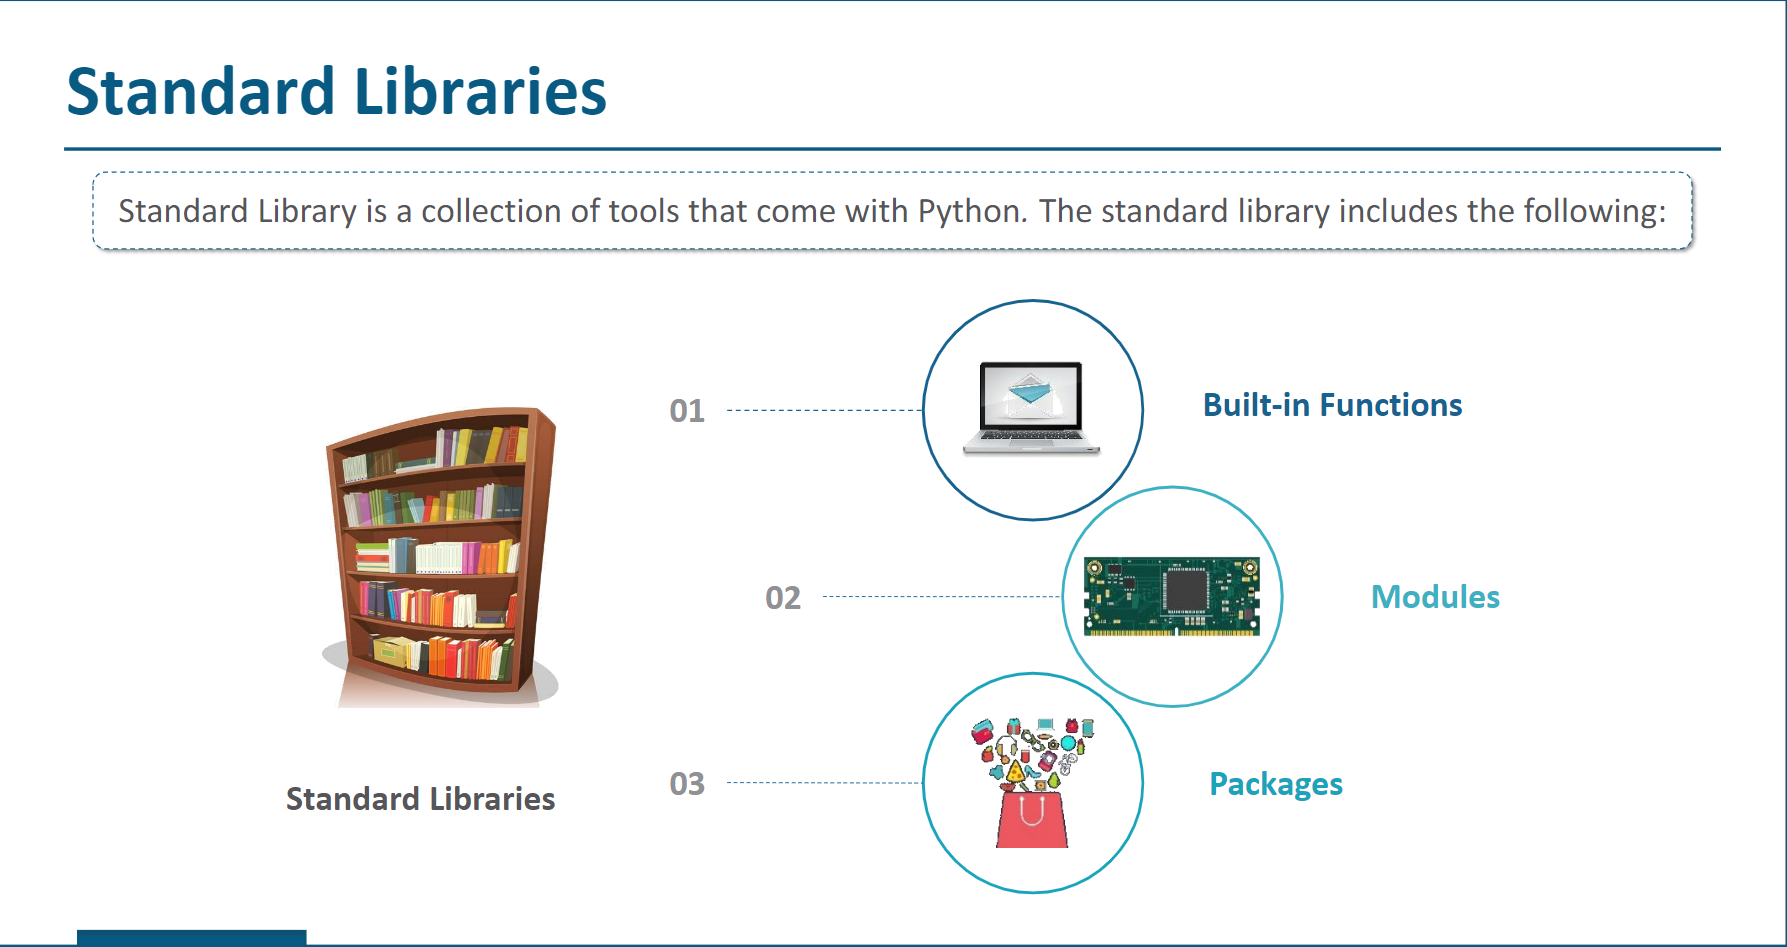 Standard Libraries
Standard Library is a collection of tools that come with Python. The standard library includes the following:
01
Built-in Functions
02
Modules
03
Packages
Standard Libraries